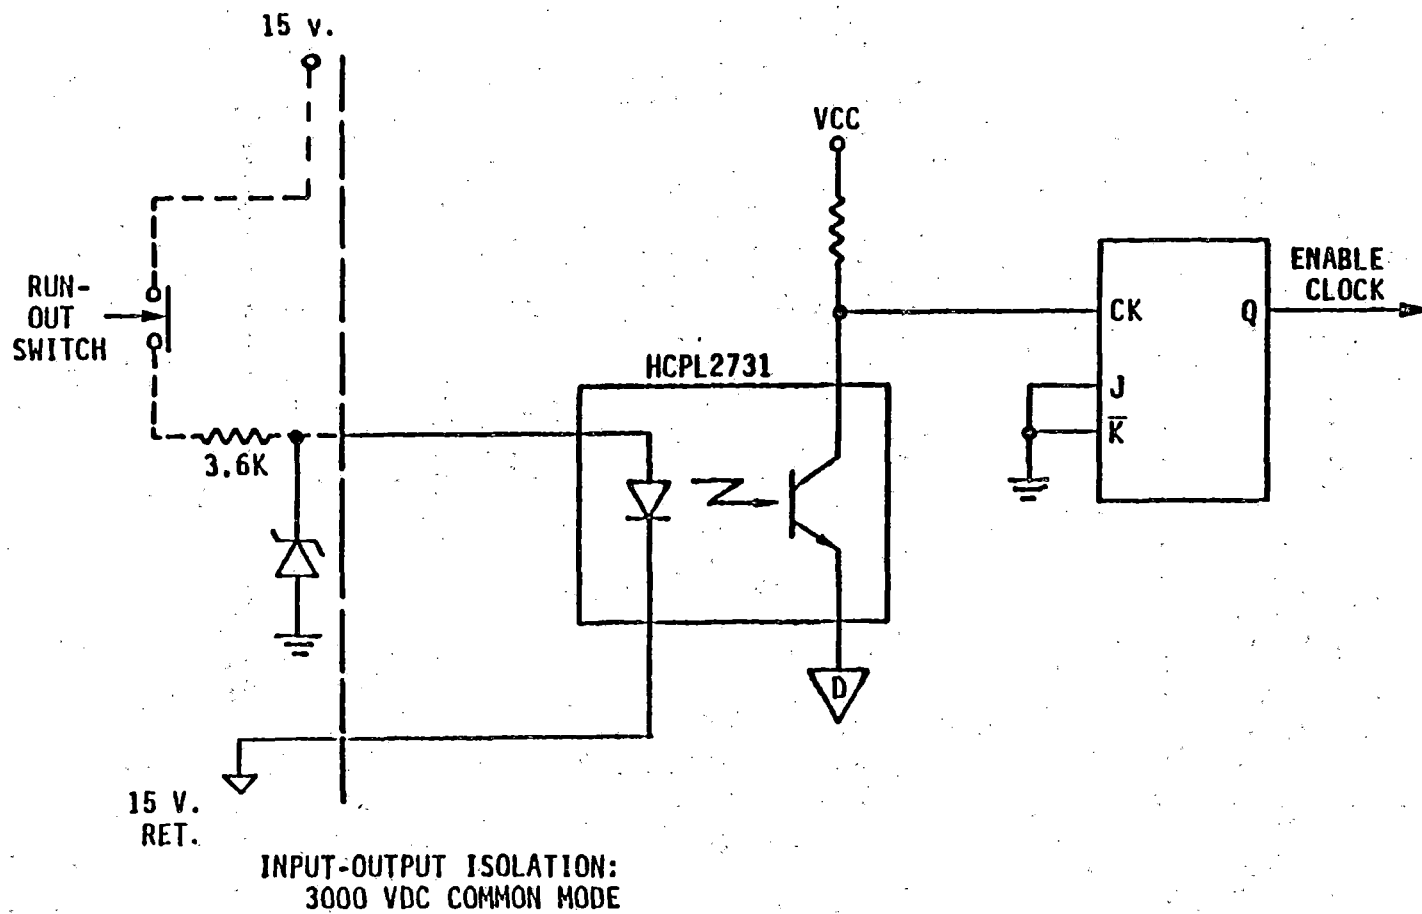 15 v.
VCC
RUN-
OUT
SWITCH
ENABLE
CLOCK
CK
Q
J
K̅
HCPL2731
3.6K
D
15 V.
RET.
INPUT-OUTPUT ISOLATION:
3000 VDC COMMON MODE